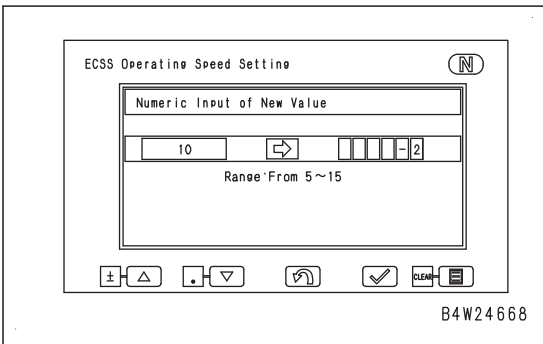 ECSS Operating Speed Setting
N
Numeric Input of New Value
10 - 2
Range:From 5～15
± . CLEAR
B4W24668